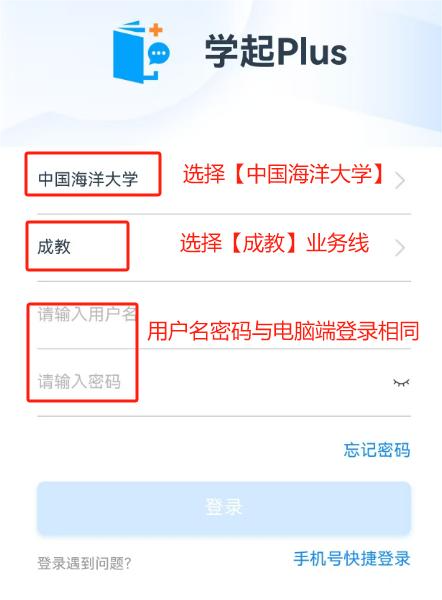 学起Plus
中国海洋大学 选择【中国海洋大学】
成教 选择【成教】业务线
请输入用户名
用户名密码与电脑端登录相同
请输入密码
忘记密码
登录
登录遇到问题? 手机号快捷登录